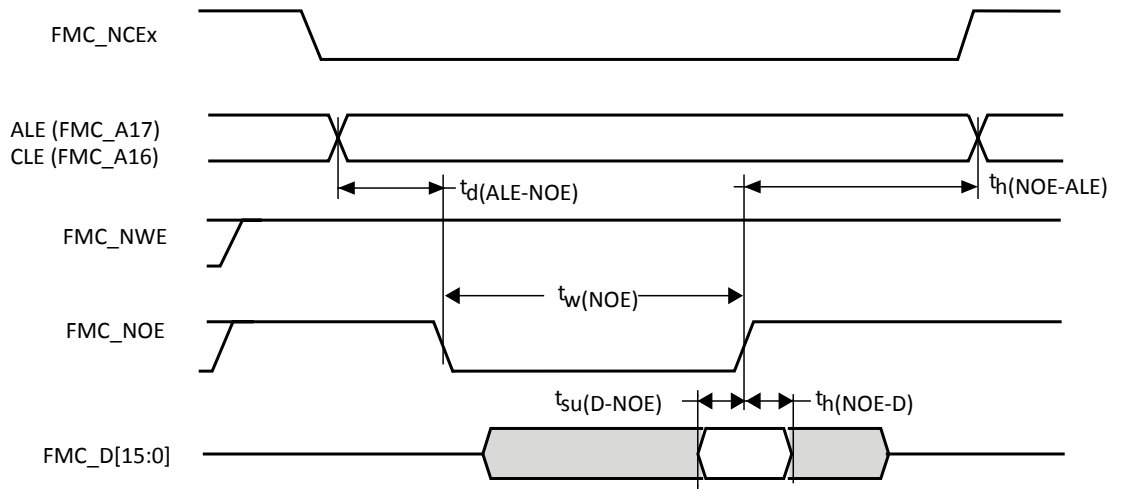 FMC_NCEx
ALE (FMC_A17)
CLE (FMC_A16)
td(ALE-NOE)
th(NOE-ALE)
FMC_NWE
tw(NOE)
FMC_NOE
tsu(D-NOE)
th(NOE-D)
FMC_D[15:0]